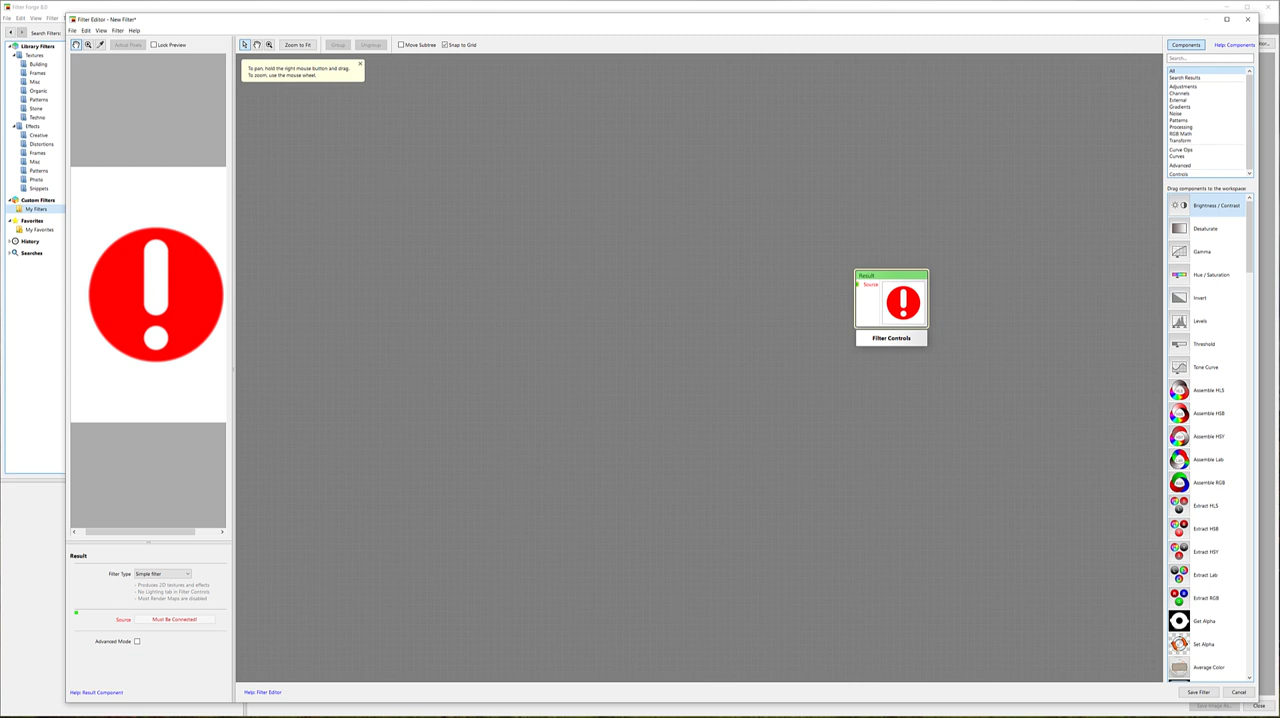 Filter Forge 8.0
File Edit View Filter
Search Filters:
Library Filters
Textures
Building
Frames
Misc
Organic
Patterns
Stone
Techno
Effects
Creative
Distortions
Frames
Misc
Patterns
Photo
Snippets
Custom Filters
My Filters
Favorites
My Favorites
History
Searches
Filter Editor - New Filter*
File Edit View Filter Help
Actual Pixels
Lock Preview
Zoom to Fit
Group
Ungroup
Move Subtree
Snap to Grid
To pan, hold the right mouse button and drag.
To zoom, use the mouse wheel.
Result
Source
Filter Controls
Result
Filter Type
Simple filter
- Produces 2D textures and effects
- No Lighting tab in Filter Controls
- Most Render Maps are disabled
Source
Must Be Connected!
Advanced Mode
Help: Result Component
Help: Filter Editor
Components
Help: Components
Search...
All
Search Results
Adjustments
Channels
External
Gradients
Noise
Patterns
Processing
RGB Math
Transform
Curve Ops
Curves
Advanced
Controls
Drag components to the workspace:
Brightness / Contrast
Desaturate
Gamma
Hue / Saturation
Invert
Levels
Threshold
Tone Curve
Assemble HLS
Assemble HSB
Assemble HSY
Assemble Lab
Assemble RGB
Extract HLS
Extract HSB
Extract HSY
Extract Lab
Extract RGB
Get Alpha
Set Alpha
Average Color
Save Filter
Cancel
Save Image As...
Close